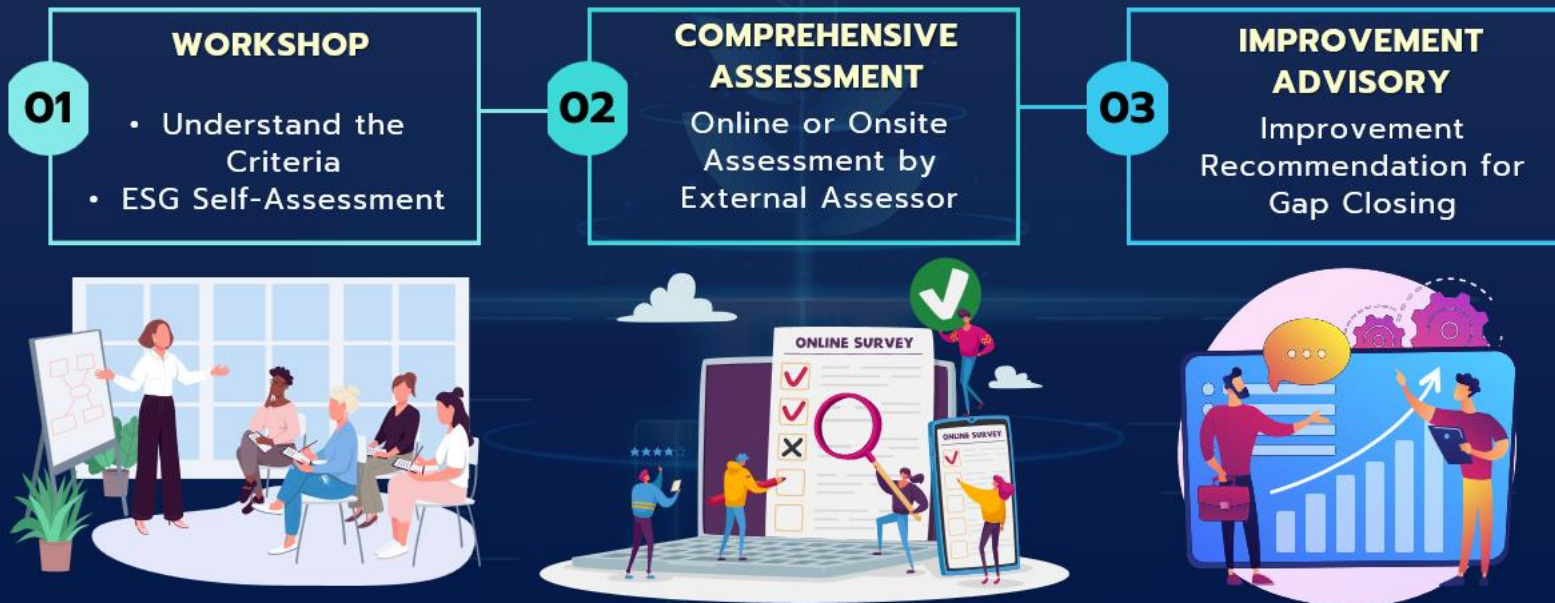 01
WORKSHOP
• Understand the
Criteria
• ESG Self-Assessment
02
COMPREHENSIVE
ASSESSMENT
Online or Onsite
Assessment by
External Assessor
03
IMPROVEMENT
ADVISORY
Improvement
Recommendation for
Gap Closing
ONLINE SURVEY
ONLINE SURVEY